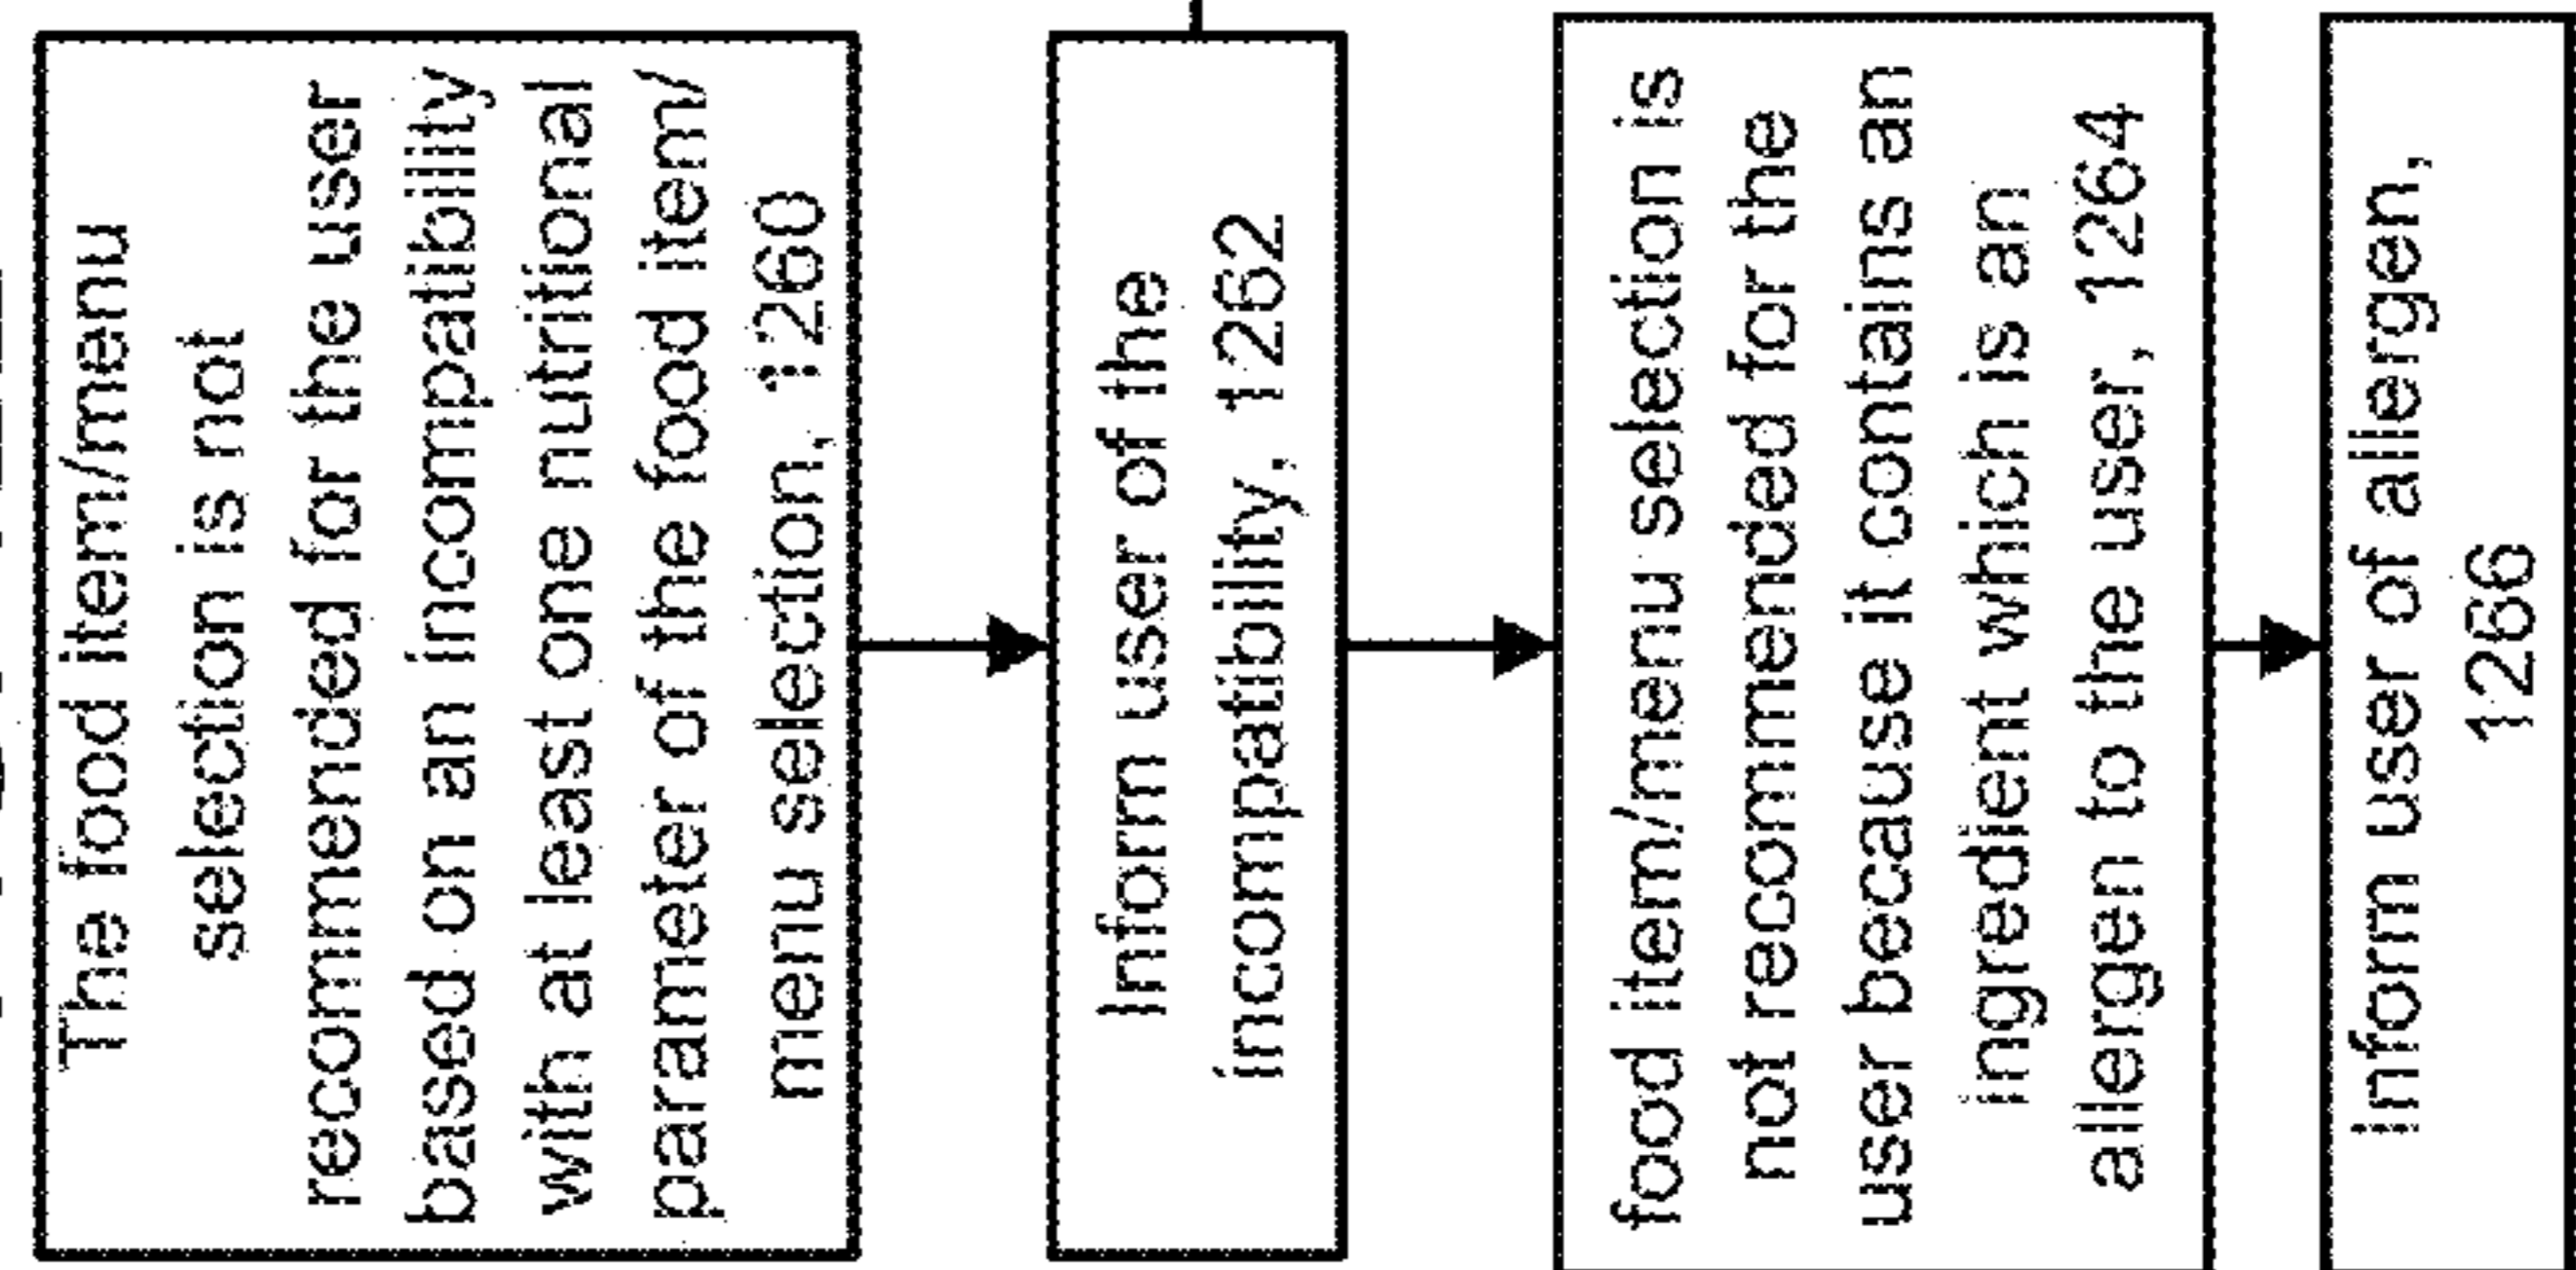 The food item/menu
selection is not
recommended for the user
based on an incompatibility
with at least one nutritional
parameter of the food item/
menu selection, 1260
Inform user of the
incompatibility, 1262
food item/menu selection is
not recommended for the
user because it contains an
ingredient which is an
allergen to the user, 1264
Inform user of allergen,
1266